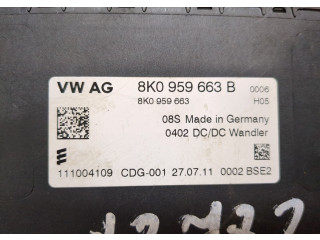 VW AG 8K0 959 663 B 0006
8K0 959 663 H05
08S Made in Germany
0402 DC/DC Wandler
111004109 CDG-001 27.07.11 0002 BSE2